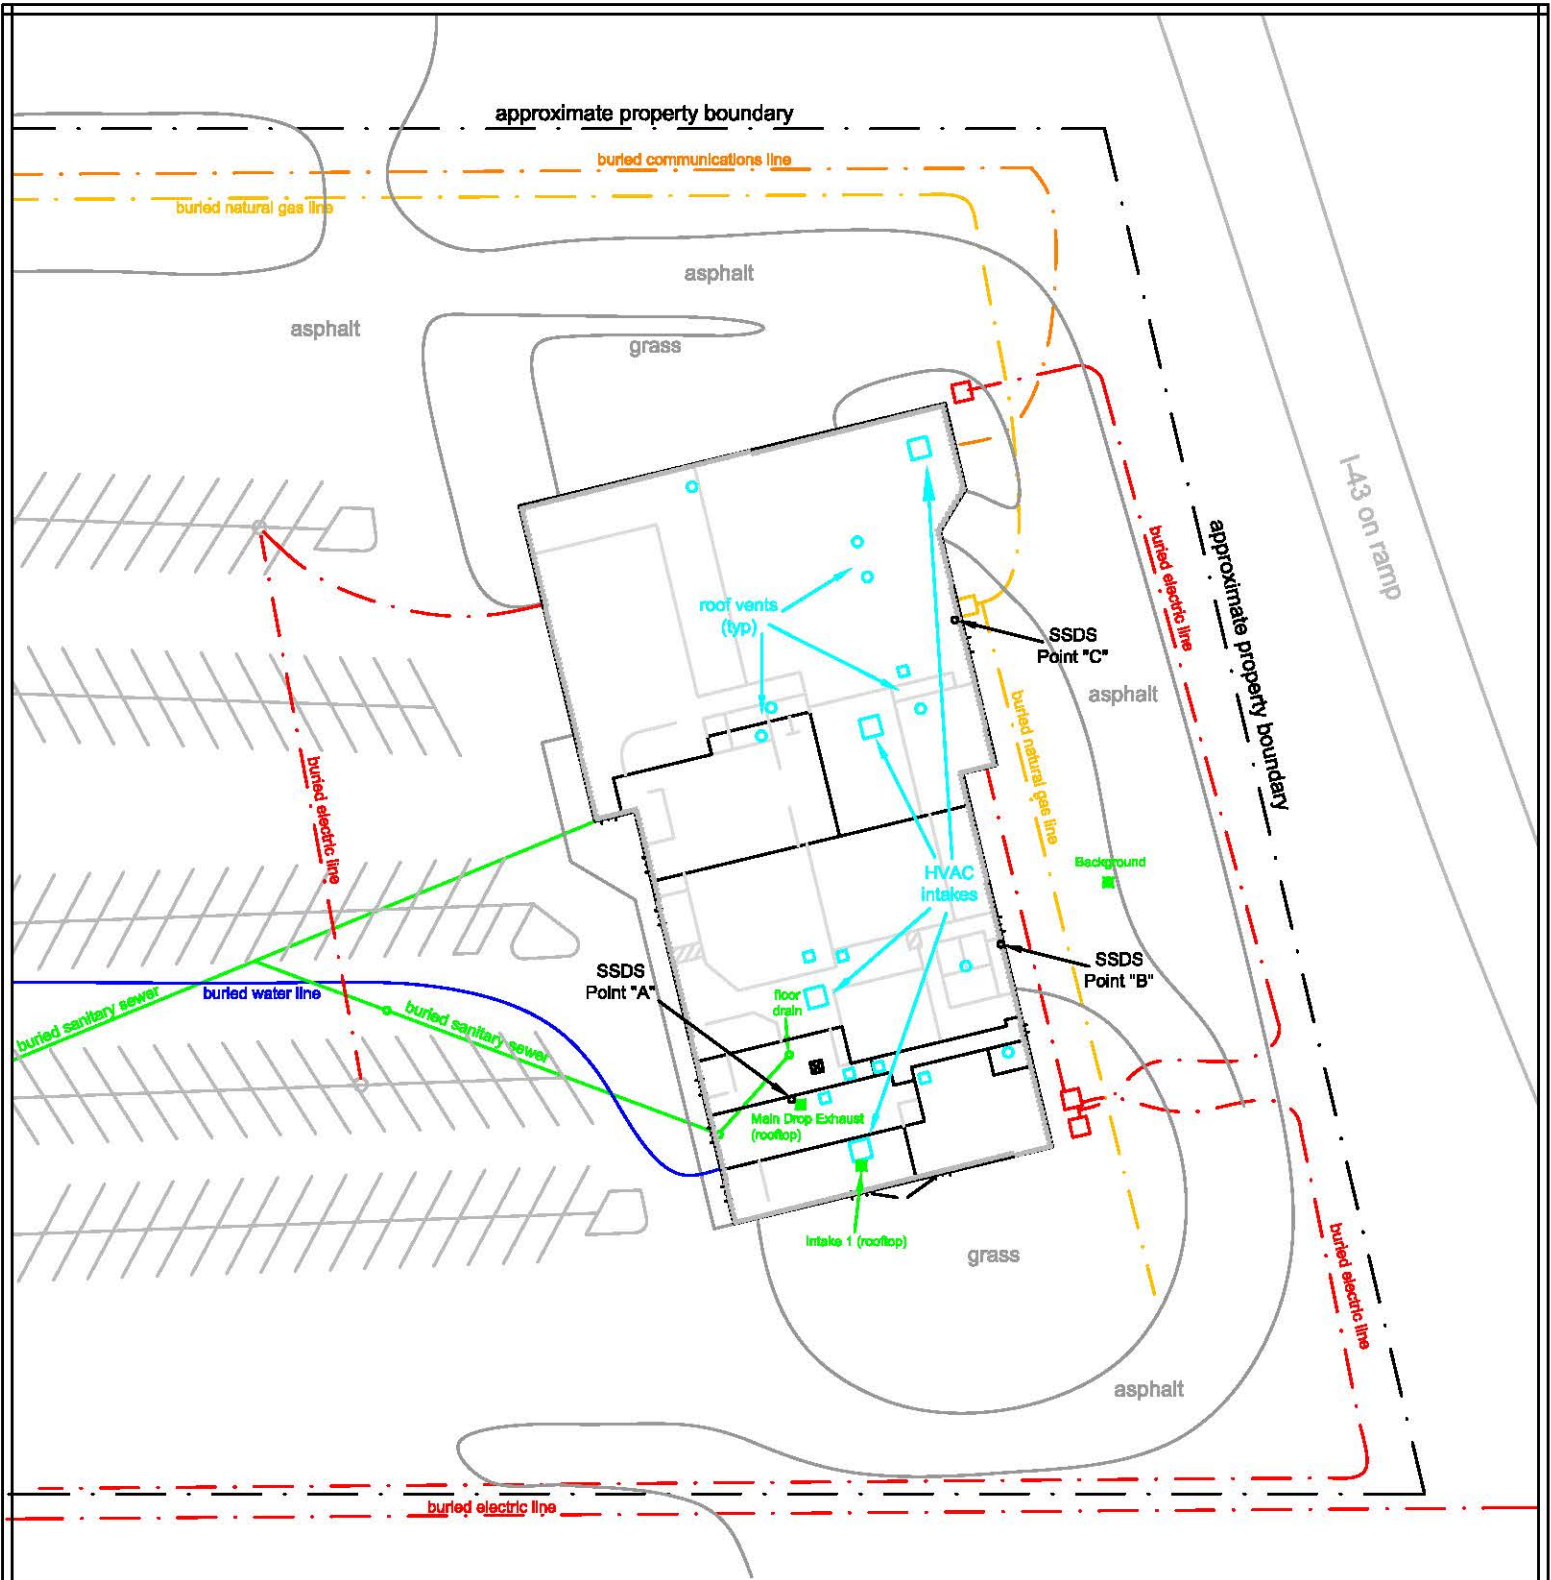 approximate property boundary
buried communications line
buried natural gas line
asphalt
asphalt
grass
I-43 on ramp
buried electric line
approximate property boundary
roof vents
(typ)
SSDS
Point "C"
asphalt
buried natural gas line
buried electric line
HVAC
intakes
Background
SSDS
Point "A"
SSDS
Point "B"
buried sanitary sewer
buried water line
buried sanitary sewer
floor
drain
Main Drop Exhaust
(rooftop)
Intake 1 (rooftop)
grass
buried electric line
asphalt
buried electric line